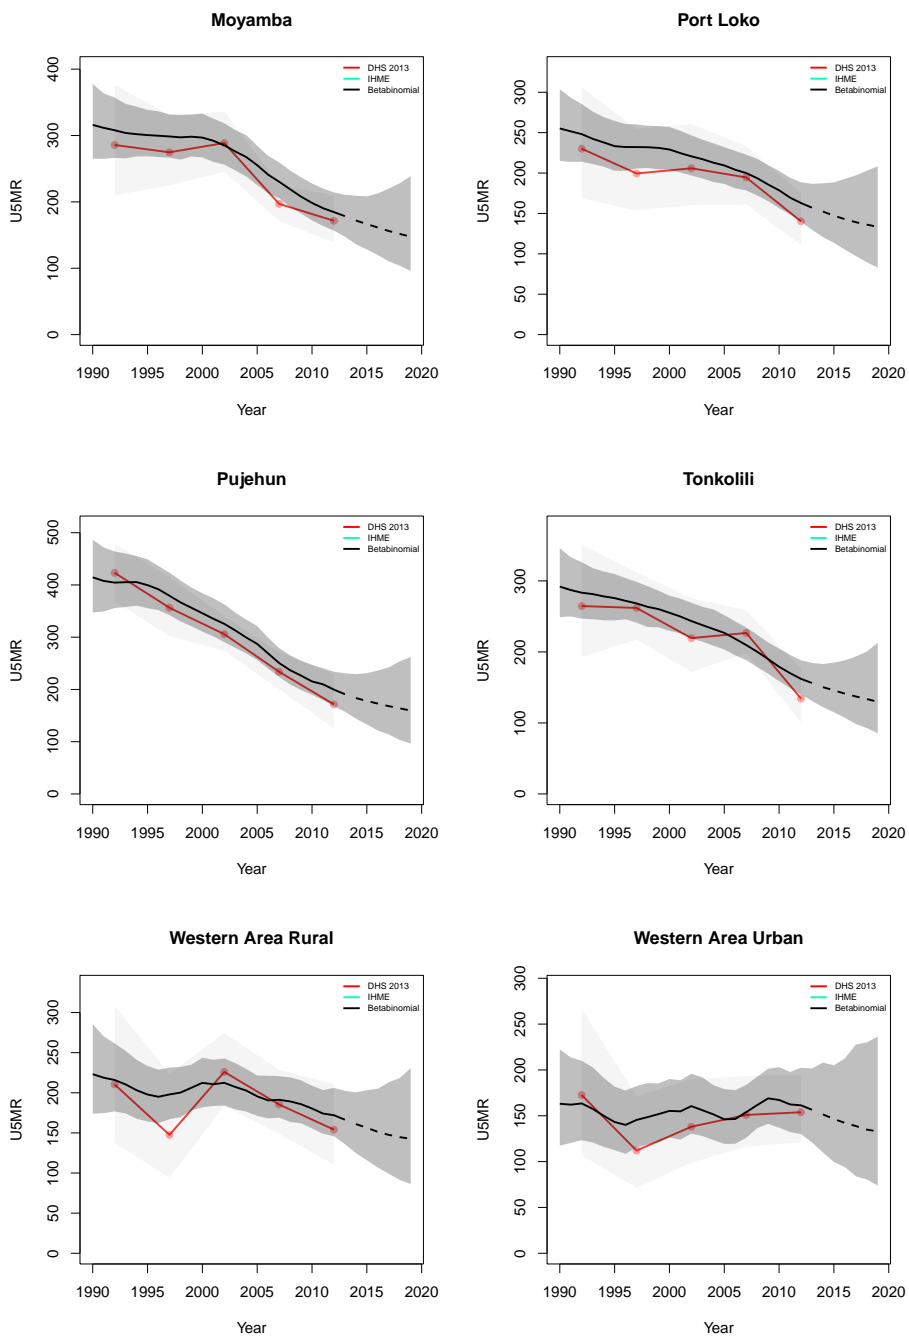 Moyamba
U5MR
400
300
200
100
0
DHS 2013
IHME
Betabinomial
1990 1995 2000 2005 2010 2015 2020
Year
Port Loko
U5MR
300
250
200
150
100
50
0
DHS 2013
IHME
Betabinomial
1990 1995 2000 2005 2010 2015 2020
Year
Pujehun
U5MR
500
400
300
200
100
0
DHS 2013
IHME
Betabinomial
1990 1995 2000 2005 2010 2015 2020
Year
Tonkolili
U5MR
300
200
100
0
DHS 2013
IHME
Betabinomial
1990 1995 2000 2005 2010 2015 2020
Year
Western Area Rural
U5MR
300
250
200
150
100
50
0
DHS 2013
IHME
Betabinomial
1990 1995 2000 2005 2010 2015 2020
Year
Western Area Urban
U5MR
300
250
200
150
100
50
0
DHS 2013
IHME
Betabinomial
1990 1995 2000 2005 2010 2015 2020
Year